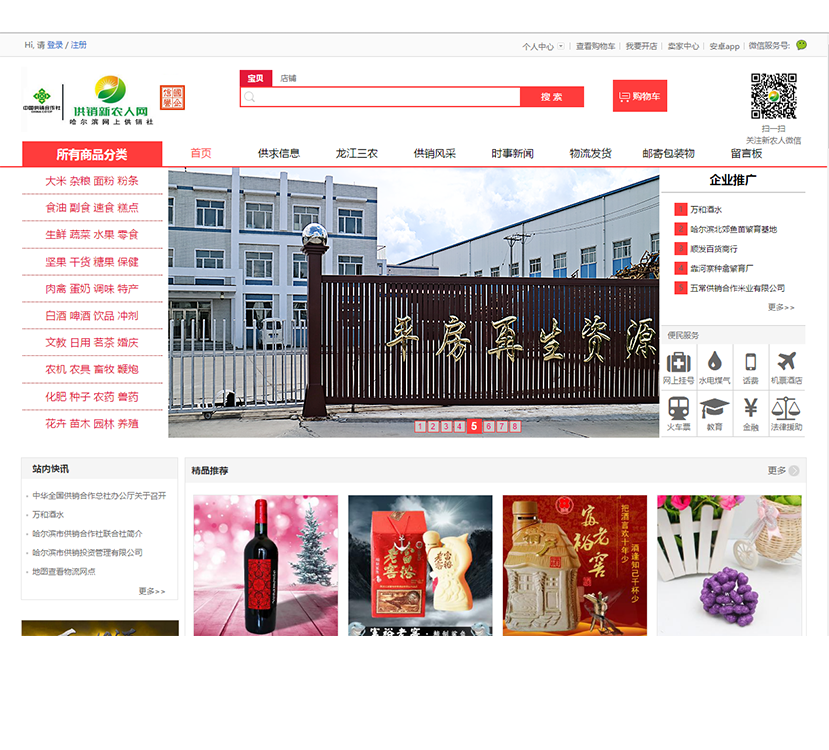 Hi, 请 登录 / 注册
个人中心 查看购物车 我要开店 卖家中心 安卓app 微信服务号:
宝贝 店铺
搜 索
购物车
中国供销合作社
CHINA CO-OP
供销新农人网
哈尔滨网上供销社
扫一扫
关注新农人微信
所有商品分类 首页 供求信息 龙江三农 供销风采 时事新闻 物流发货 邮寄包装物 留言板
大米 杂粮 面粉 粉条
食油 副食 速食 糕点
生鲜 蔬菜 水果 零食
坚果 干货 糖果 保健
肉禽 蛋奶 调味 特产
白酒 啤酒 饮品 冲剂
文教 日用 茗茶 婚庆
农机 农具 畜牧 鞭炮
化肥 种子 农药 兽药
花卉 苗木 园林 养殖
平房再生资源
1 2 3 4 5 6 7 8
企业推广
万和酒水
哈尔滨北郊鱼苗繁育基地
顺发百货商行
靠河寨种禽繁育厂
五常供销合作米业有限公司
更多>>
便民服务
网上挂号 水电煤气 话费 机票酒店
火车票 教育 金融 法律援助
站内快讯
中华全国供销合作总社办公厅关于召开
万和酒水
哈尔滨市供销合作社联合社简介
哈尔滨市供销投资管理有限公司
地图查看物流网点
更多>>
精品推荐 更多
富裕老窖
富裕老窖
把酒言欢十年少
酒逢知己千杯少